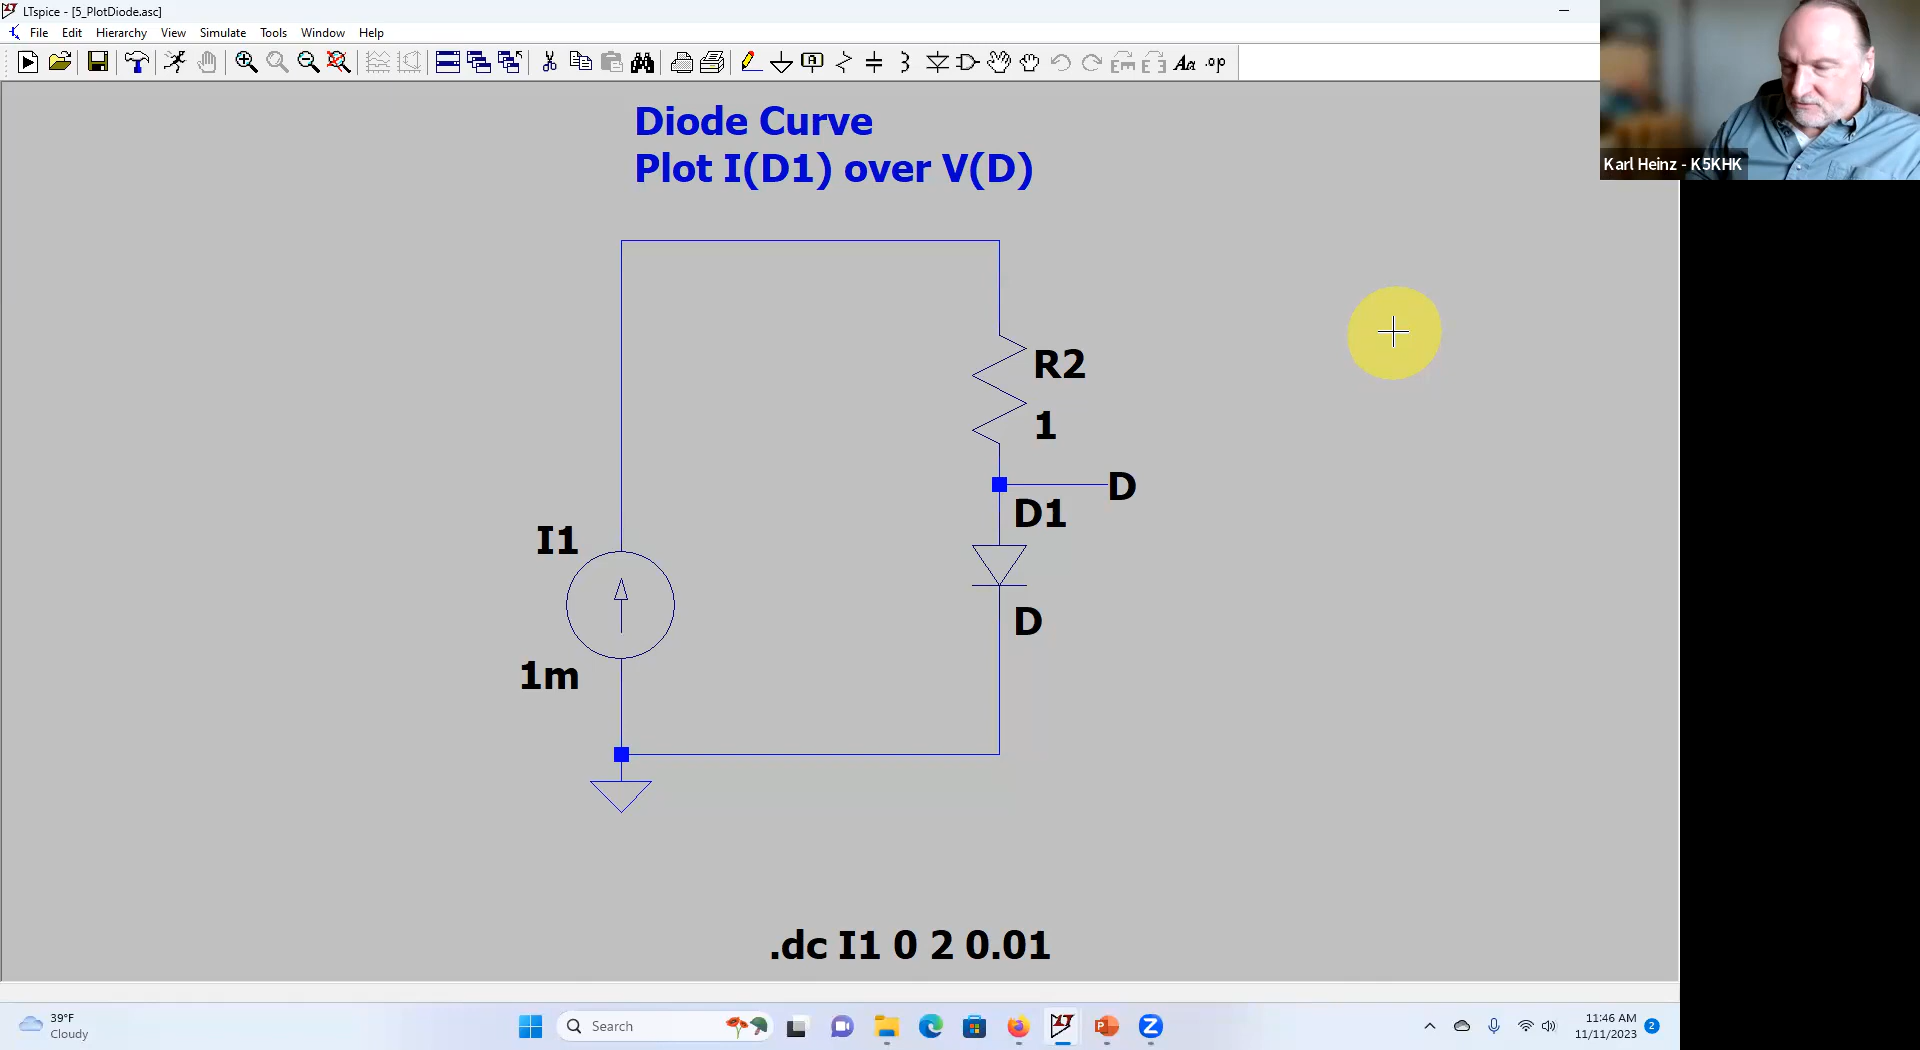 LTspice - [5_PlotDiode.asc]
File Edit Hierarchy View Simulate Tools Window Help
.op
Karl Heinz - K5KHK
Diode Curve
Plot I(D1) over V(D)
R2
1
D
D1
I1
D
1m
.dc I1 0 2 0.01
39°F
Cloudy
Search
11:46 AM
11/11/2023
2